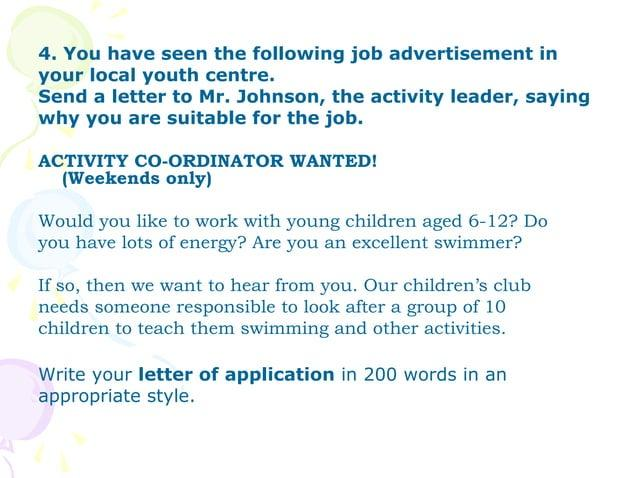 4. You have seen the following job advertisement in
your local youth centre.
Send a letter to Mr. Johnson, the activity leader, saying
why you are suitable for the job.
ACTIVITY CO-ORDINATOR WANTED!
(Weekends only)
Would you like to work with young children aged 6-12? Do
you have lots of energy? Are you an excellent swimmer?
If so, then we want to hear from you. Our children’s club
needs someone responsible to look after a group of 10
children to teach them swimming and other activities.
Write your letter of application in 200 words in an
appropriate style.